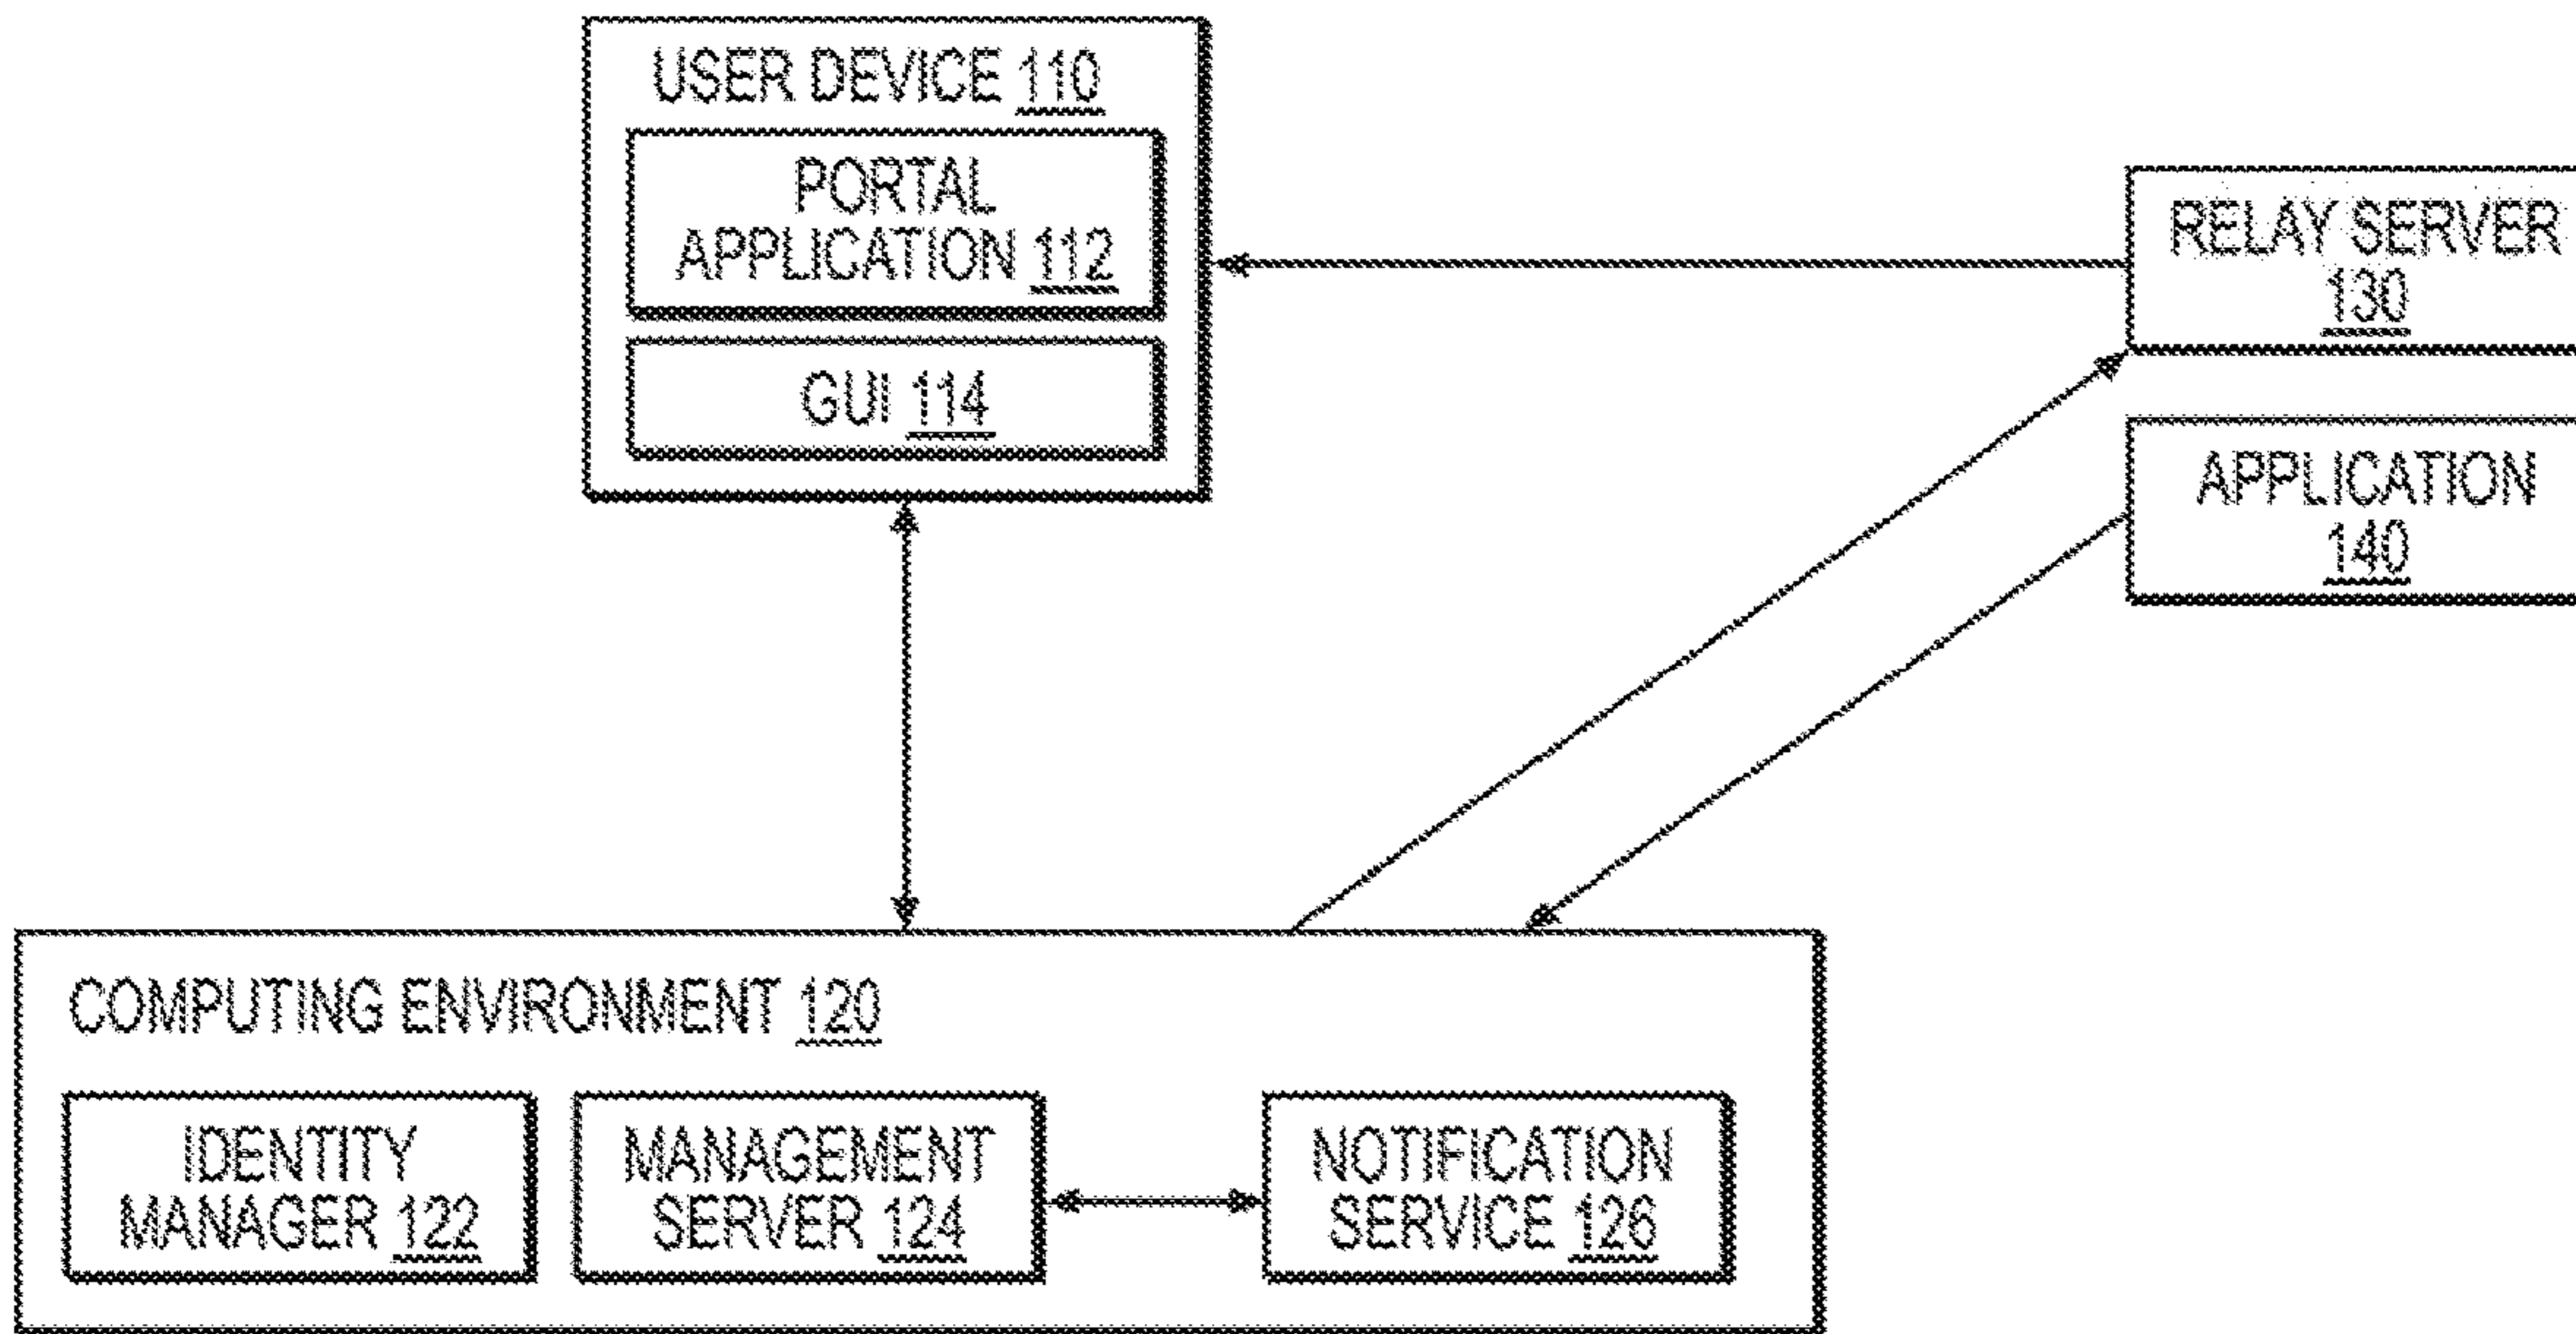 USER DEVICE 110
PORTAL
APPLICATION 112
GUI 114
RELAY SERVER
130
APPLICATION
140
COMPUTING ENVIRONMENT 120
IDENTITY
MANAGER 122
MANAGEMENT
SERVER 124
NOTIFICATION
SERVICE 126